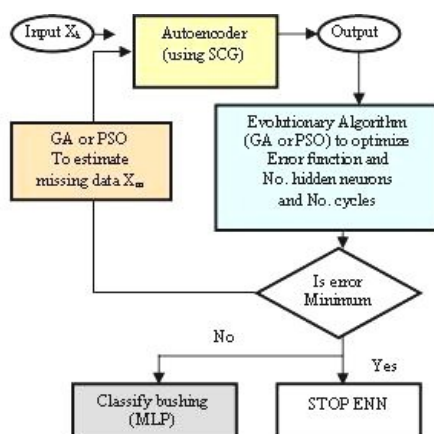 Input Xₖ
Autoencoder
(using SCG)
Output
GA or PSO
To estimate
missing data Xₘ
Evolutionary Algorithm
(GA or PSO) to optimize
Error function and
No. hidden neurons
and No. cycles
Is error
Minimum
No
Yes
Classify bushing
(MLP)
STOP ENN